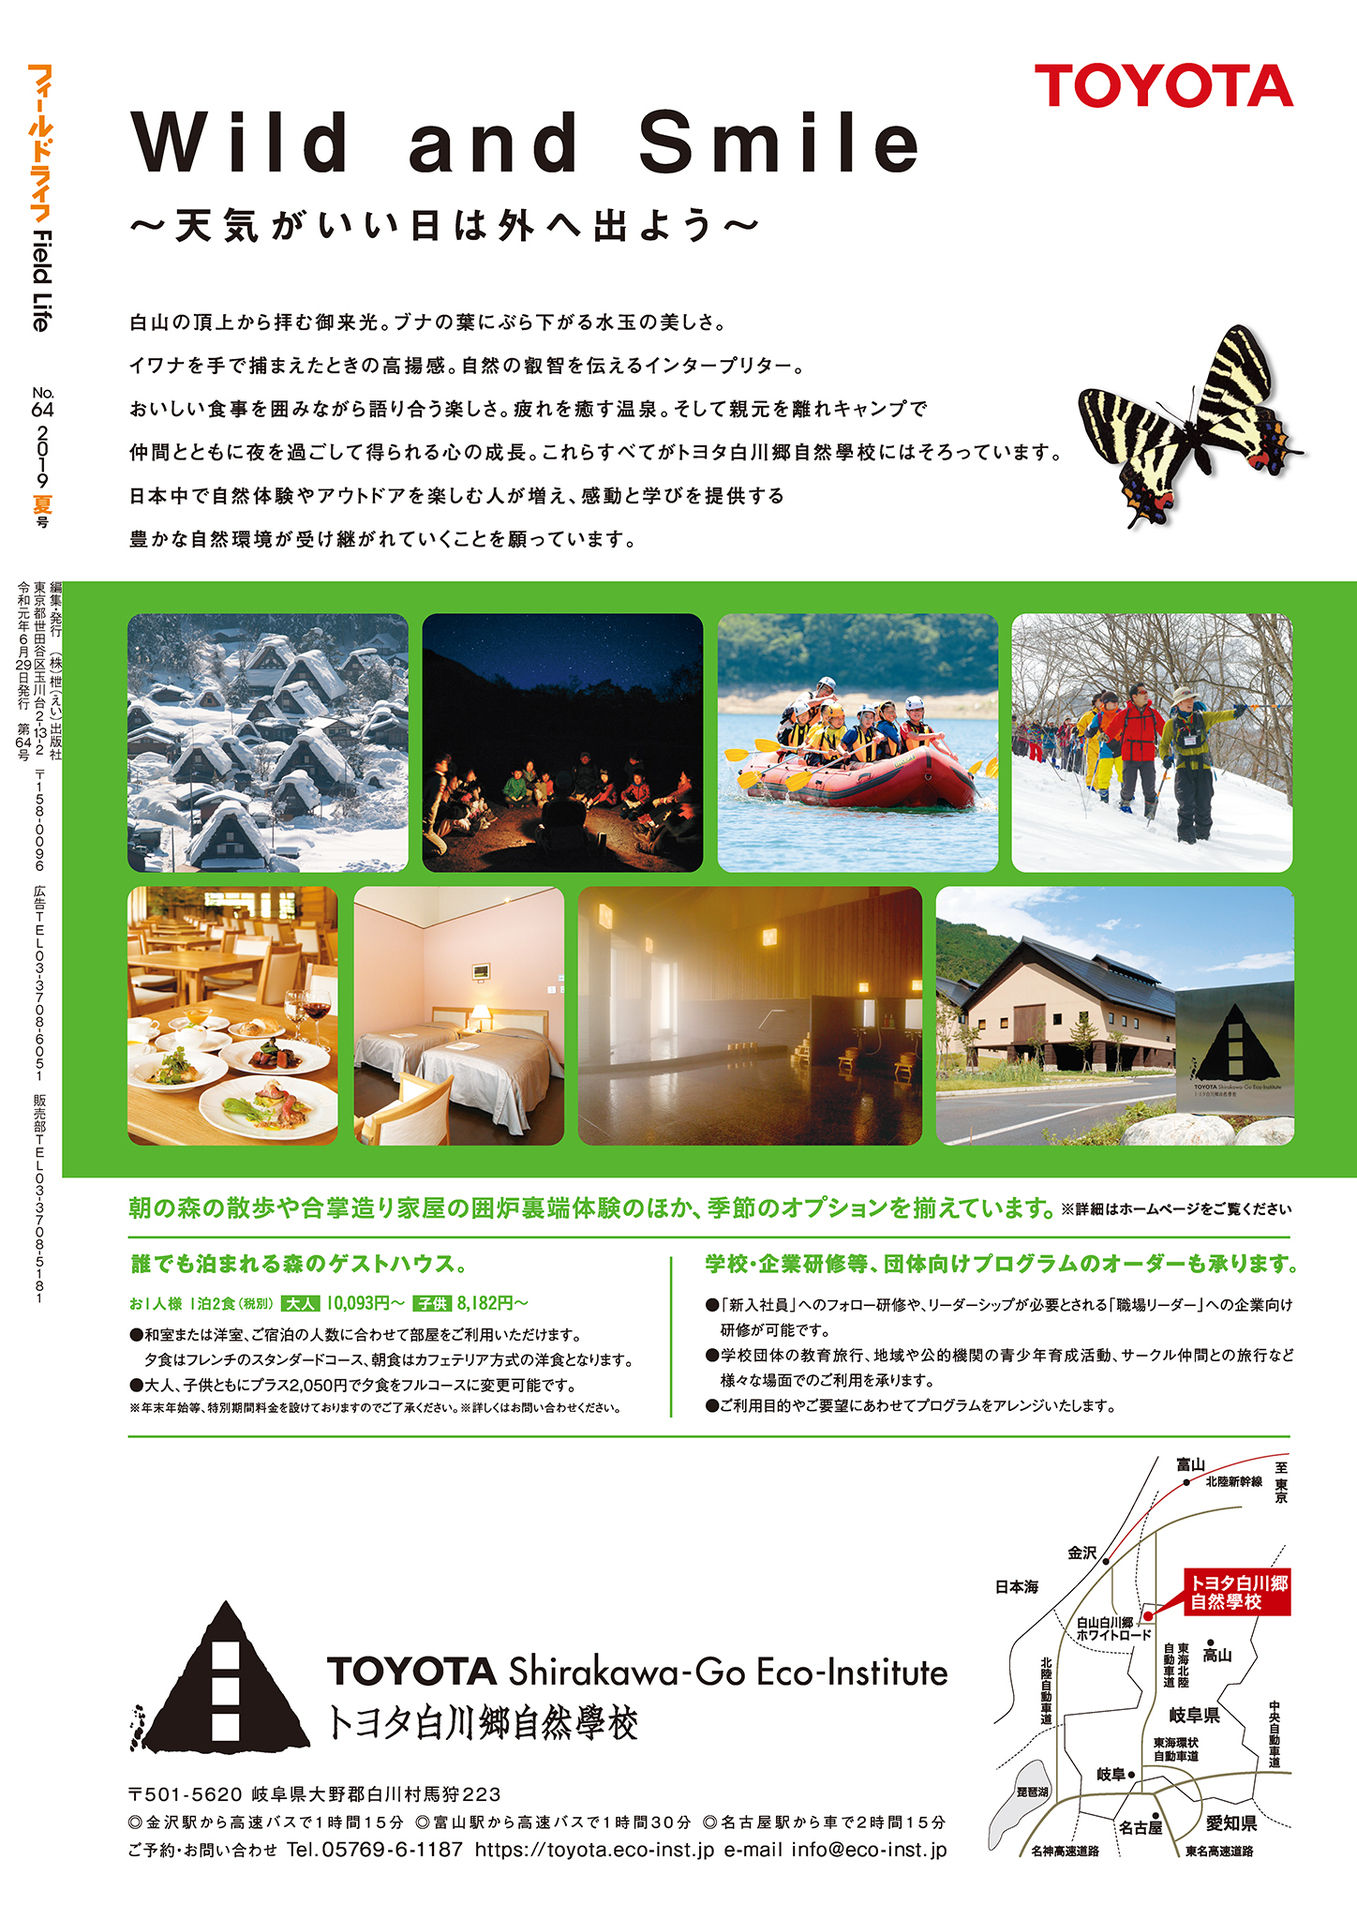 TOYOTA
Wild and Smile
～天気がいい日は外へ出よう～
白山の頂上から拝む御来光。ブナの葉にぶら下がる水玉の美しさ。
イワナを手で捕まえたときの高揚感。自然の叡智を伝えるインタープリター。
おいしい食事を囲みながら語り合う楽しさ。疲れを癒す温泉。そして親元を離れキャンプで
仲間とともに夜を過ごして得られる心の成長。これらすべてがトヨタ白川郷自然學校にはそろっています。
日本中で自然体験やアウトドアを楽しむ人が増え、感動と学びを提供する
豊かな自然環境が受け継がれていくことを願っています。
フィールドライフ Field Life No.64 2019 夏号
編集・発行 （株）枻（えい）出版社
東京都世田谷区玉川台2-13-2 〒158-0096 広告TEL03-3708-6051 販売部TEL03-3708-5181
令和元年6月29日発行 第64号
TOYOTA Shirakawa-Go Eco-Institute
トヨタ白川郷自然學校
朝の森の散歩や合掌造り家屋の囲炉裏端体験のほか、季節のオプションを揃えています。※詳細はホームページをご覧ください
誰でも泊まれる森のゲストハウス。
お1人様 1泊2食（税別） 大人 10,093円～ 子供 8,182円～
●和室または洋室、ご宿泊の人数に合わせて部屋をご利用いただけます。
夕食はフレンチのスタンダードコース、朝食はカフェテリア方式の洋食となります。
●大人、子供ともにプラス2,050円で夕食をフルコースに変更可能です。
※年末年始等、特別期間料金を設けておりますのでご了承ください。※詳しくはお問い合わせください。
学校・企業研修等、団体向けプログラムのオーダーも承ります。
●「新入社員」へのフォロー研修や、リーダーシップが必要とされる「職場リーダー」への企業向け
研修が可能です。
●学校団体の教育旅行、地域や公的機関の青少年育成活動、サークル仲間との旅行など
様々な場面でのご利用を承ります。
●ご利用目的やご要望にあわせてプログラムをアレンジいたします。
富山
北陸新幹線
至 東京
金沢
日本海
トヨタ白川郷
自然學校
白山白川郷
ホワイトロード
北陸自動車道
東海北陸
自動車道
高山
岐阜県
中央自動車道
東海環状
自動車道
岐阜
琵琶湖
名古屋
愛知県
名神高速道路
東名高速道路
TOYOTA Shirakawa-Go Eco-Institute
トヨタ白川郷自然學校
〒501-5620 岐阜県大野郡白川村馬狩223
◎金沢駅から高速バスで1時間15分 ◎富山駅から高速バスで1時間30分 ◎名古屋駅から車で2時間15分
ご予約・お問い合わせ Tel.05769-6-1187 https://toyota.eco-inst.jp e-mail info@eco-inst.jp